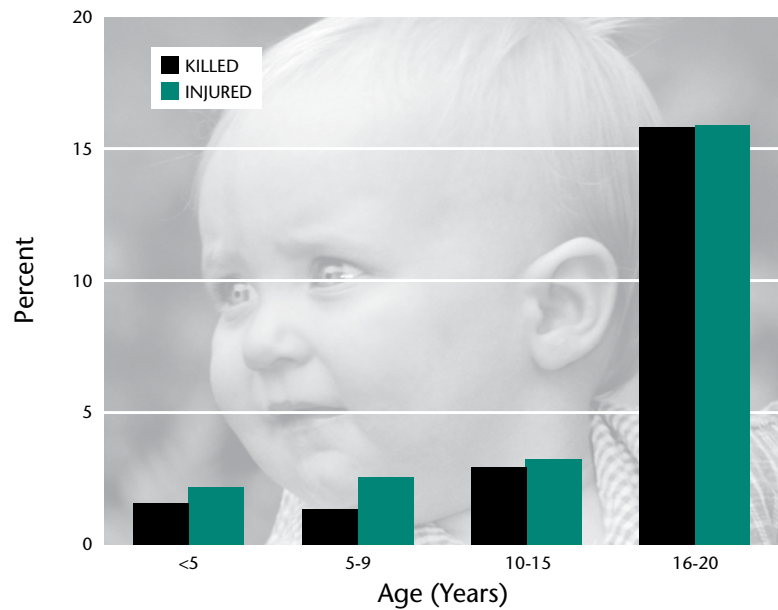 20
KILLED
INJURED
15
10
5
0
Percent
<5 5-9 10-15 16-20
Age (Years)